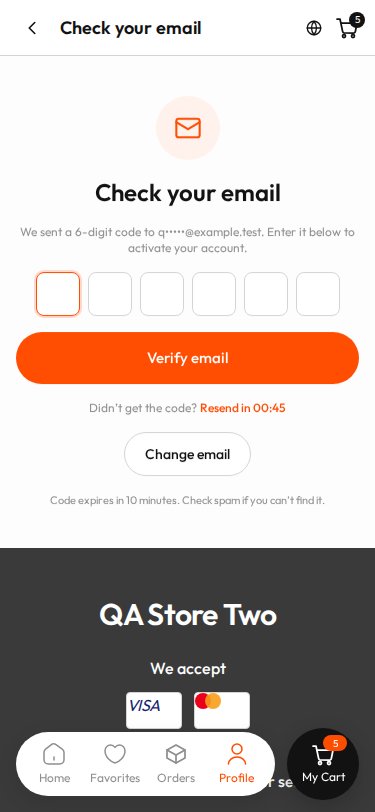 Check your email
5
Check your email
We sent a 6-digit code to q•••••@example.test. Enter it below to
activate your account.
Verify email
Didn't get the code? Resend in 00:45
Change email
Code expires in 10 minutes. Check spam if you can't find it.
QA Store Two
We accept
VISA
5
Home
Favorites
Orders
Profile
My Cart